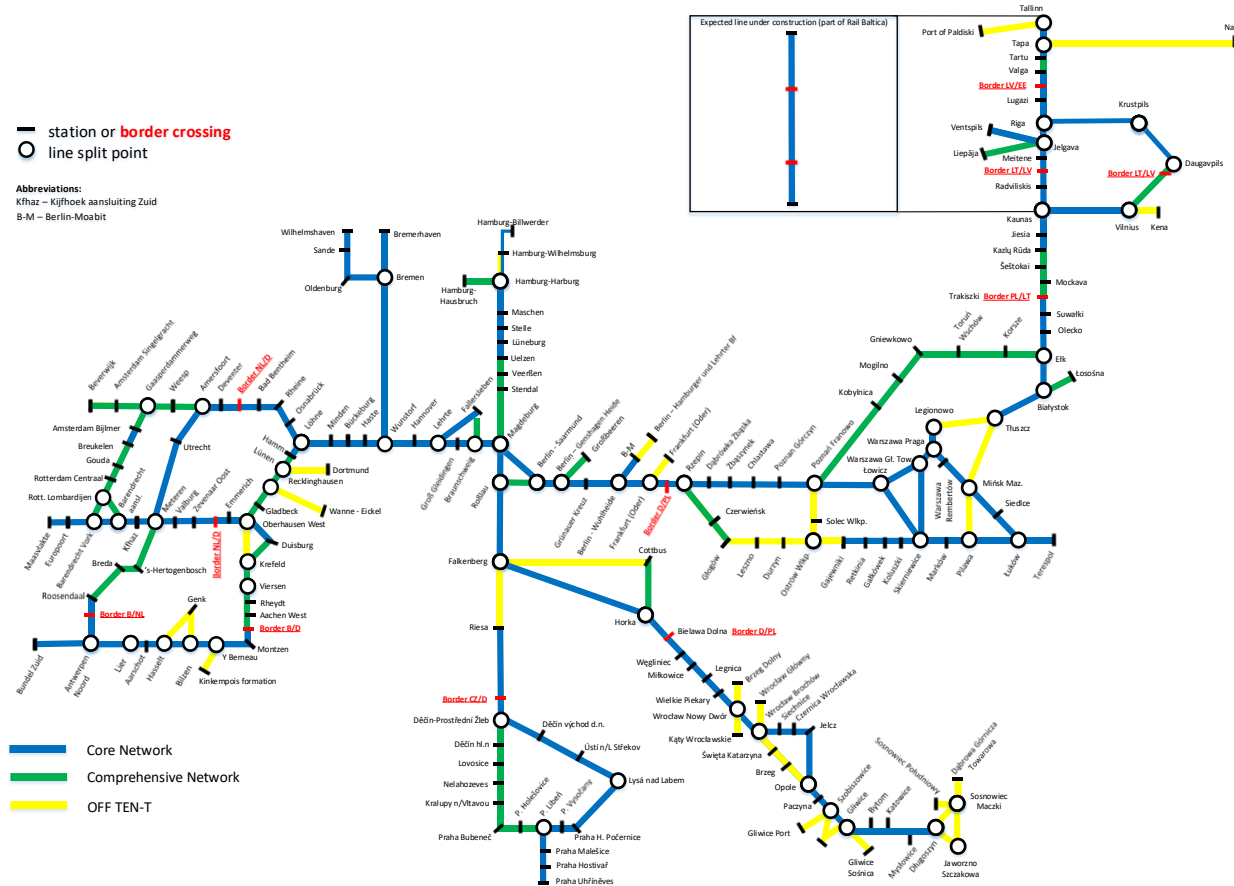 Expected line under construction (part of Rail Baltica)
Tallinn
Port of Paldiski
Tapa
Tartu
Valga
Border LV/EE
Lugazi
Riga
Krustpils
Ventspils
Jelgava
Liepāja
Meitene
Border LT/LV
Daugavpils
Border LT/LV
Radviliskis
Kaunas
Vilnius
Kena
Jiesia
Kazlų Rūda
Šeštokai
Mockava
Trakiszki
Border PL/LT
Suwałki
Olecko
Ełk
Korsze
Toruń
Wschów
Gniewkowo
Mogilno
Kobylnica
Łosośna
Białystok
station or border crossing
line split point
Abbreviations:
Kfhaz – Kijfhoek aansluiting Zuid
B-M – Berlin-Moabit
Wilhelmshaven
Sande
Oldenburg
Bremerhaven
Bremen
Hamburg-Billwerder
Hamburg-Wilhelmsburg
Hamburg-Harburg
Hamburg-
Hausbruch
Maschen
Stelle
Lüneburg
Uelzen
Veerßen
Stendal
Magdeburg
Beverwijk
Amsterdam Singelgracht
Gaasperdammerweg
Weesp
Amersfoort
Deventer
Border NL/D
Bad Bentheim
Rheine
Osnabrück
Löhne
Minden
Bückeburg
Haste
Wunstorf
Hannover
Lehrte
Fallersleben
Groß Gleidingen
Braunschweig
Amsterdam Bijlmer
Breukelen
Gouda
Rotterdam Centraal
Rott. Lombardijen
Utrecht
Barendrecht
aansl.
Maasvlakte
Europoort
Barendrecht Vork
Kfhaz
Meteren
Valburg
Zevenaar Oost
Border NL/D
Emmerich
Hamm
Lünen
Dortmund
Recklinghausen
Wanne - Eickel
Gladbeck
Oberhausen West
Duisburg
Krefeld
Viersen
Rheydt
Aachen West
Border B/D
Montzen
Breda
's-Hertogenbosch
Roosendaal
Border B/NL
Bundel Zuid
Antwerpen
Noord
Lier
Aarschot
Hasselt
Genk
Bilzen
Y Berneau
Kinkempois formation
Roßlau
Berlin -Saarmund
Berlin – Genshagen Heide
Großbeeren
Grünauer Kreuz
Berlin - Wuhlheide
B-M
Berlin – Hamburger und Lehrter Bf
Frankfurt (Oder)
Frankfurt (Oder)
Border D/PL
Rzepin
Dąbrówka Zbąska
Zbąszynek
Chlastawa
Poznań Górczyn
Poznań Franowo
Solec Wlkp.
Czerwieńsk
Głogów
Leszno
Durzyn
Ostrów Wlkp.
Gajewniki
Retkinia
Gałkówek
Koluszki
Skierniewice
Łowicz
Warszawa Gł. Tow.
Warszawa Praga
Legionowo
Tłuszcz
Warszawa
Rembertów
Mińsk Maz.
Siedlce
Marków
Pilawa
Łuków
Terespol
Falkenberg
Cottbus
Horka
Riesa
Border CZ/D
Děčín-Prostřední Žleb
Děčín hl.n
Lovosice
Nelahozeves
Kralupy n/Vltavou
Praha Bubeneč
P. Holešovice
P. Libeń
P. Vysočany
Praha H. Počernice
Praha Malešice
Praha Hostivař
Praha Uhříněves
Děčín východ d.n.
Ústí n/L Střekov
Lysá nad Labem
Bielawa Dolna
Border D/PL
Węgliniec
Miłkowice
Legnica
Wielkie Piekary
Brzeg Dolny
Wrocław Nowy Dwór
Kąty Wrocławskie
Wrocław Główny
Wrocław Brochów
Siechnice
Czernica Wrocławska
Jelcz
Święta Katarzyna
Brzeg
Opole
Paczyna
Szobiszowice
Gliwice
Gliwice Port
Gliwice
Sośnica
Bytom
Katowice
Mysłowice
Długoszyn
Sosnowiec Południowy
Dąbrowa Górnicza
Towarowa
Sosnowiec
Maczki
Jaworzno
Szczakowa
Core Network
Comprehensive Network
OFF TEN-T